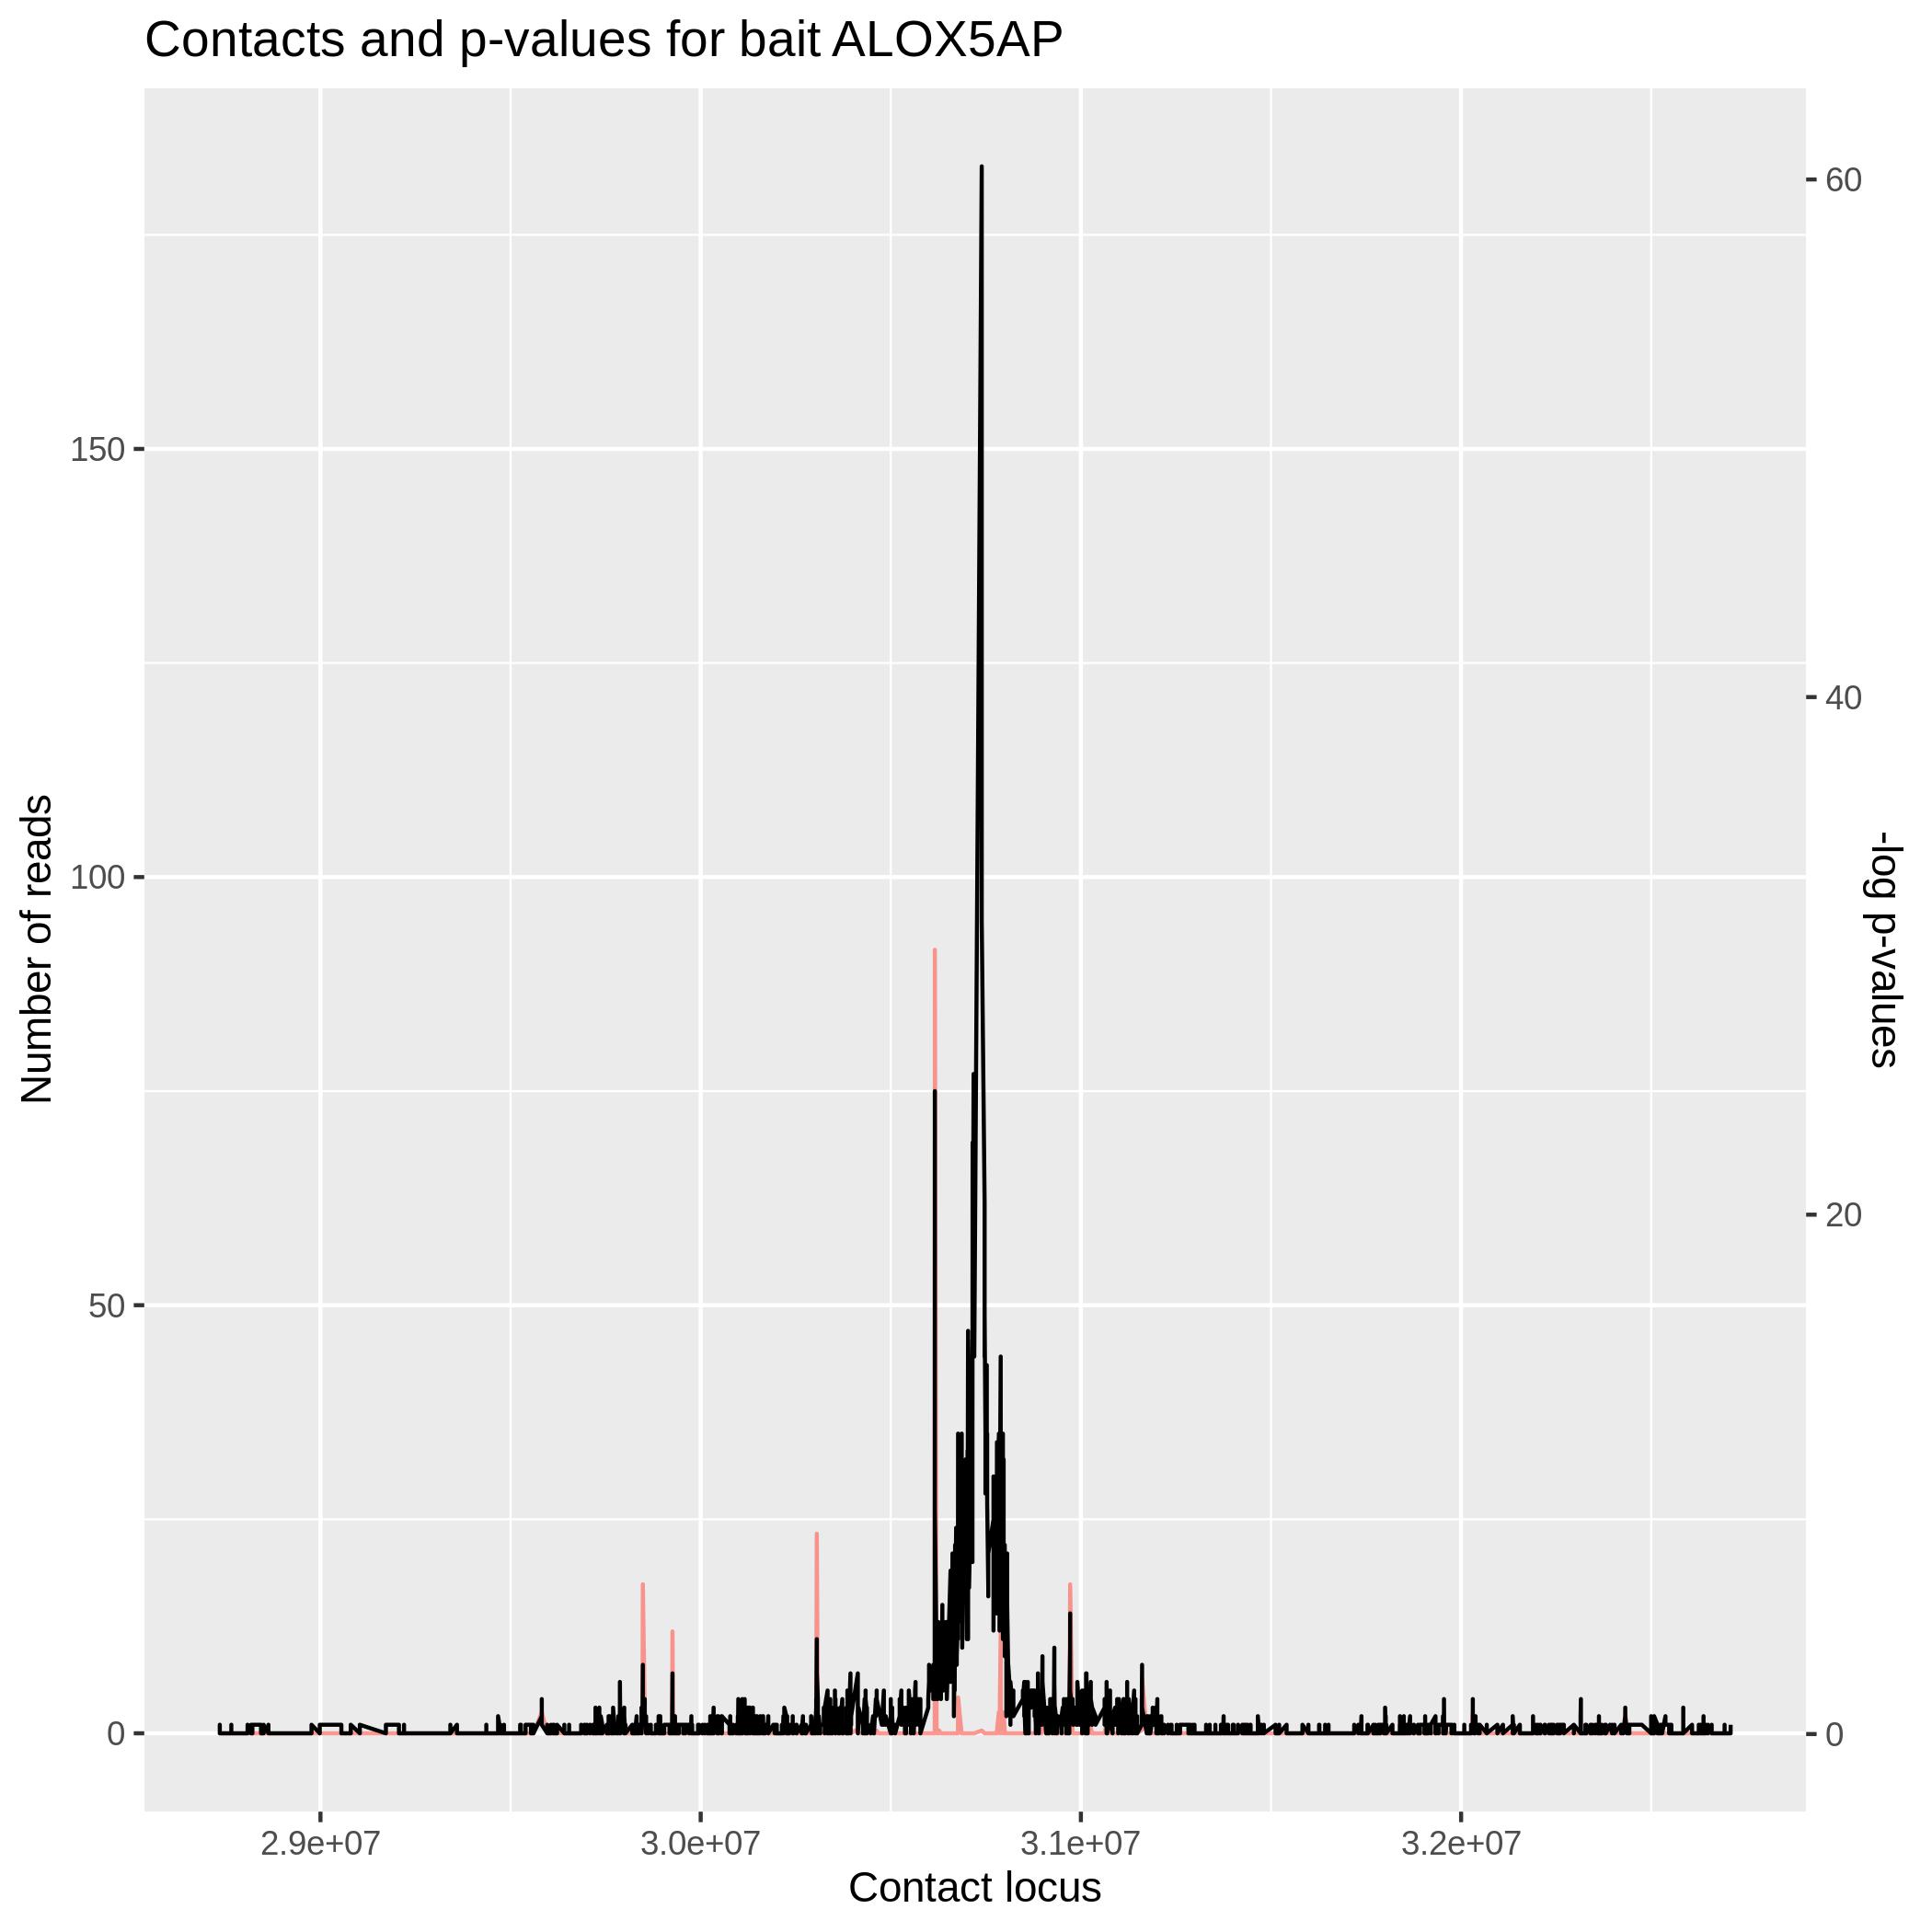 Contacts and p-values for bait ALOX5AP
60
150
40
100
20
50
0
0
Number of reads
-log p-values
2.9e+07
3.0e+07
3.1e+07
3.2e+07
Contact locus